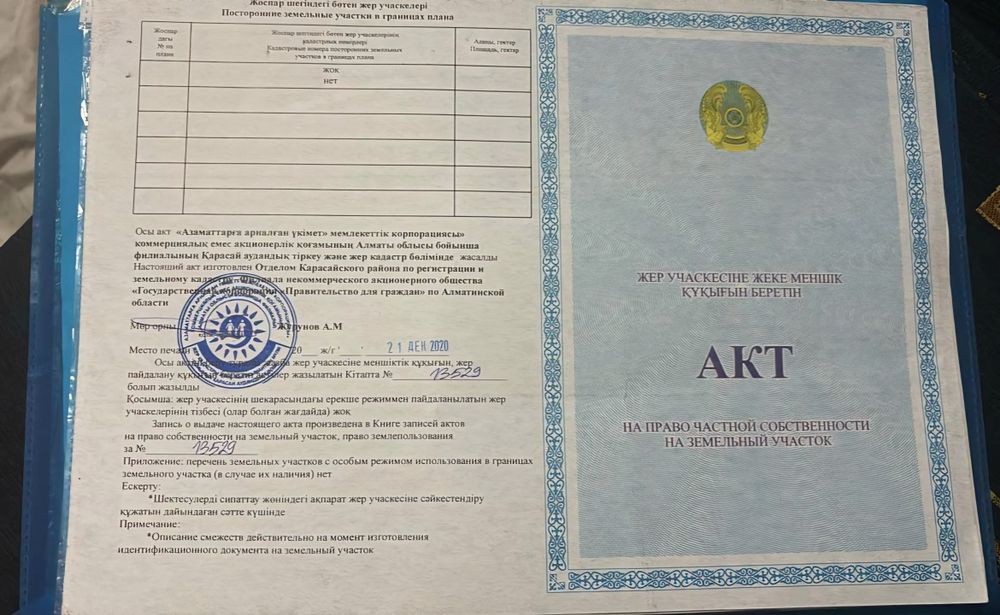 Жоспар шегіндегі бөтен жер учаскелері
Посторонние земельные участки в границах плана
Жоспар дағы № на плане
Жоспар шегіндегі бөтен жер учаскелерінің кадастрлық нөмірлері
Кадастровые номера посторонних земельных участков в границах плана
Алаңы, гектар
Площадь, гектар
жоқ
нет
Осы акт «Азаматтарға арналған үкімет» мемлекеттік корпорациясы»
коммерциялық емес акционерлік қоғамының Алматы облысы бойынша
филиалының Қарасай аудандық тіркеу және жер кадастр бөлімінде жасалды
Настоящий акт изготовлен Отделом Карасайского района по регистрации и
земельному кадастру филиала некоммерческого акционерного общества
«Государственная корпорация «Правительство для граждан» по Алматинской
области
Мөр орны
Журунов А.М
Место печати
20 ж/г
21 ДЕК 2020
Осы жер учаскесіне меншіктік құқығын, жер
пайдалану құқығын актілер жазылатын Кітапта № 13529
болып жазылды
Қосымша: жер учаскесінің шекарасындағы ерекше режиммен пайдаланылатын жер
учаскелерінің тізбесі (олар болған жағдайда) жоқ
Запись о выдаче настоящего акта произведена в Книге записей актов
на право собственности на земельный участок, право землепользования
за № 13529
Приложение: перечень земельных участков с особым режимом использования в границах
земельного участка (в случае их наличия) нет
Ескерту:
*Шектесулерді сипаттау жөніндегі ақпарат жер учаскесіне сәйкестендіру
құжатын дайындаған сәтте күшінде
Примечание:
*Описание смежеств действительно на момент изготовления
идентификационного документа на земельный участок
ЖЕР УЧАСКЕСІНЕ ЖЕКЕ МЕНШІК
ҚҰҚЫҒЫН БЕРЕТІН
АКТ
НА ПРАВО ЧАСТНОЙ СОБСТВЕННОСТИ
НА ЗЕМЕЛЬНЫЙ УЧАСТОК